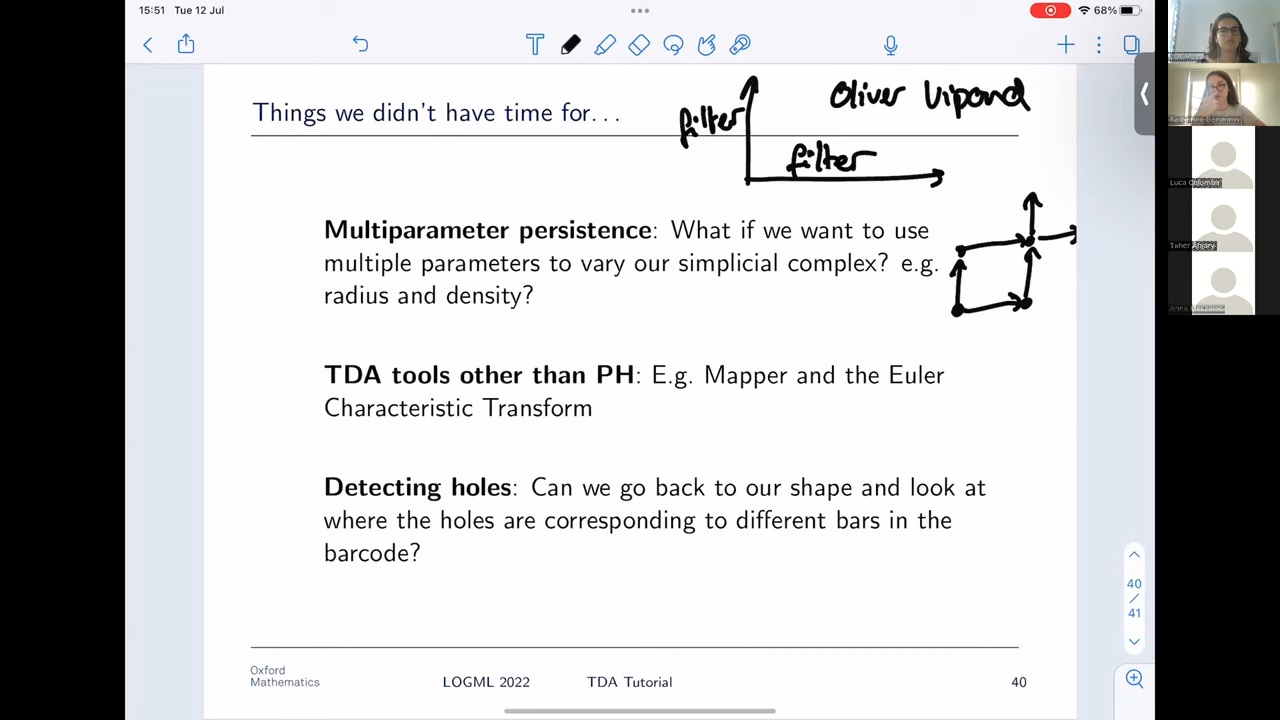 15:51 Tue 12 Jul
68%
Things we didn't have time for...
filter
filter
Oliver Vipond
Multiparameter persistence: What if we want to use
multiple parameters to vary our simplicial complex? e.g.
radius and density?
TDA tools other than PH: E.g. Mapper and the Euler
Characteristic Transform
Detecting holes: Can we go back to our shape and look at
where the holes are corresponding to different bars in the
barcode?
Oxford
Mathematics
LOGML 2022
TDA Tutorial
40
40
/
41
Katherine Benjamin
Luca Colombo